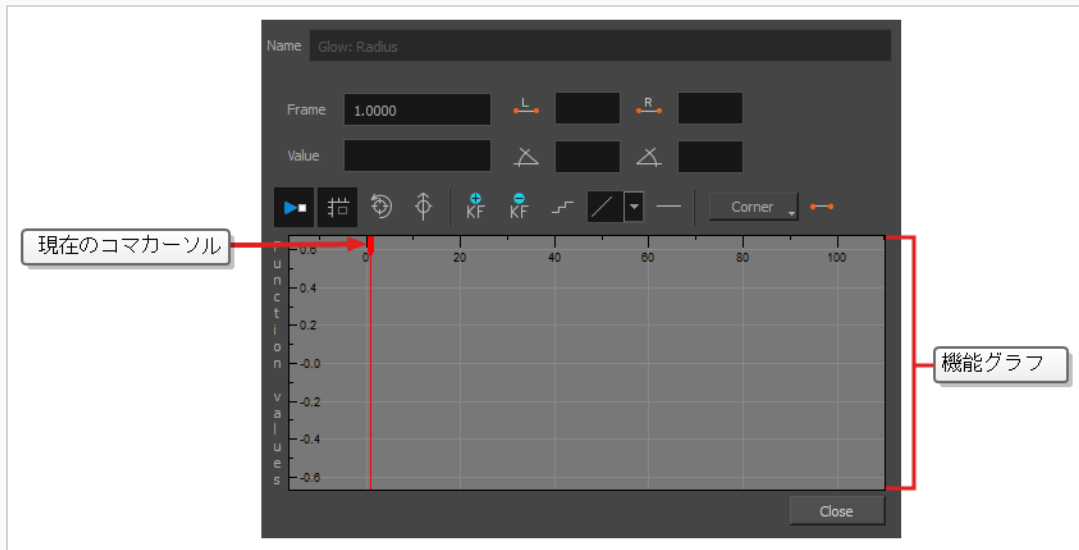 Name Glow: Radius
Frame 1.0000 L R
Value
KF KF Corner
現在のコマカーソル
機能グラフ
Function values
0 20 40 60 80 100
0.6
0.4
0.2
-0.0
-0.2
-0.4
-0.6
Close